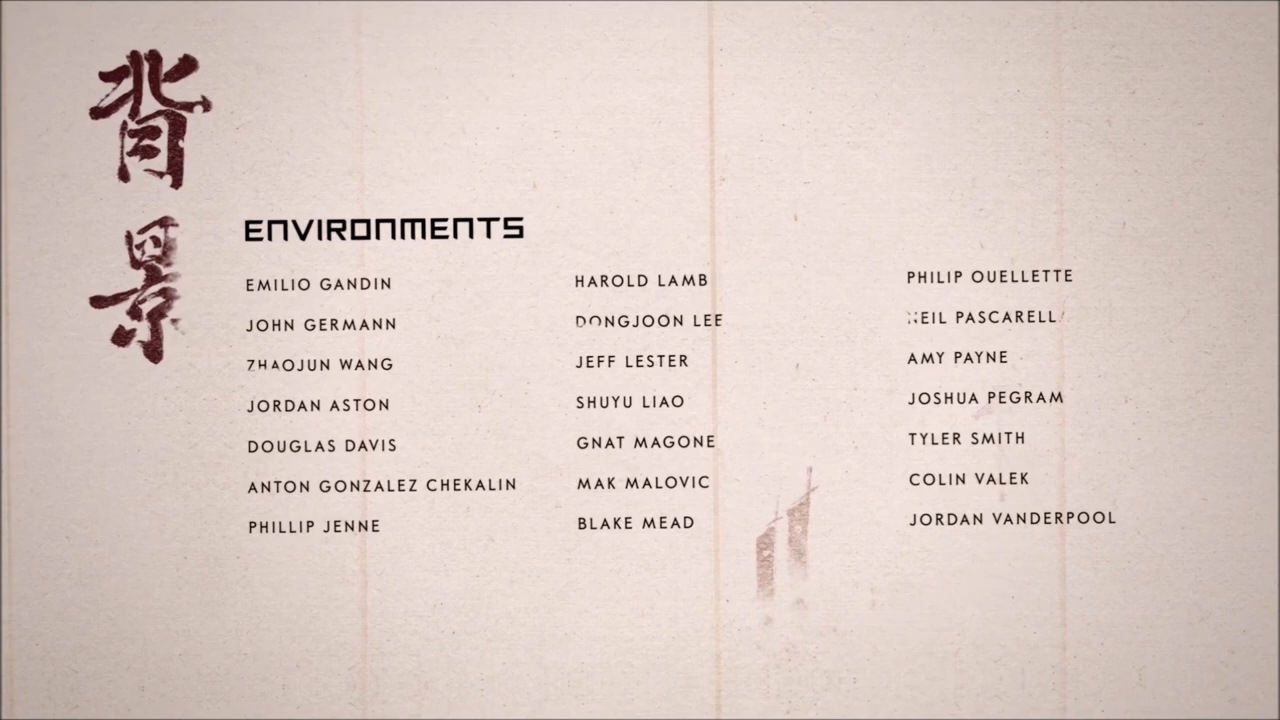 背景
ENVIRONMENTS
EMILIO GANDIN
JOHN GERMANN
ZHAOJUN WANG
JORDAN ASTON
DOUGLAS DAVIS
ANTON GONZALEZ CHEKALIN
PHILLIP JENNE
HAROLD LAMB
DONGJOON LEE
JEFF LESTER
SHUYU LIAO
GNAT MAGONE
MAK MALOVIC
BLAKE MEAD
PHILIP OUELLETTE
NEIL PASCARELLA
AMY PAYNE
JOSHUA PEGRAM
TYLER SMITH
COLIN VALEK
JORDAN VANDERPOOL